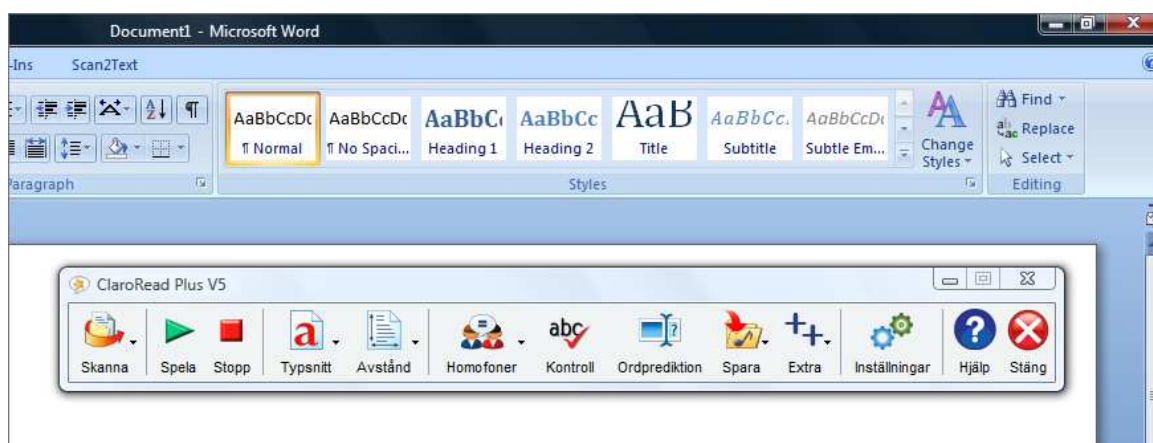 Document1 - Microsoft Word
-Ins Scan2Text
AaBbCcDc AaBbCcDc AaBbC AaBbCc AaB AaBbCc. AaBbCcDc
¶ Normal ¶ No Spaci... Heading 1 Heading 2 Title Subtitle Subtle Em...
Change Styles
Find
Replace
Select
Paragraph Styles Editing
ClaroRead Plus V5
Skanna Spela Stopp Typsnitt Avstånd Homofoner Kontroll Ordprediktion Spara Extra Inställningar Hjälp Stäng